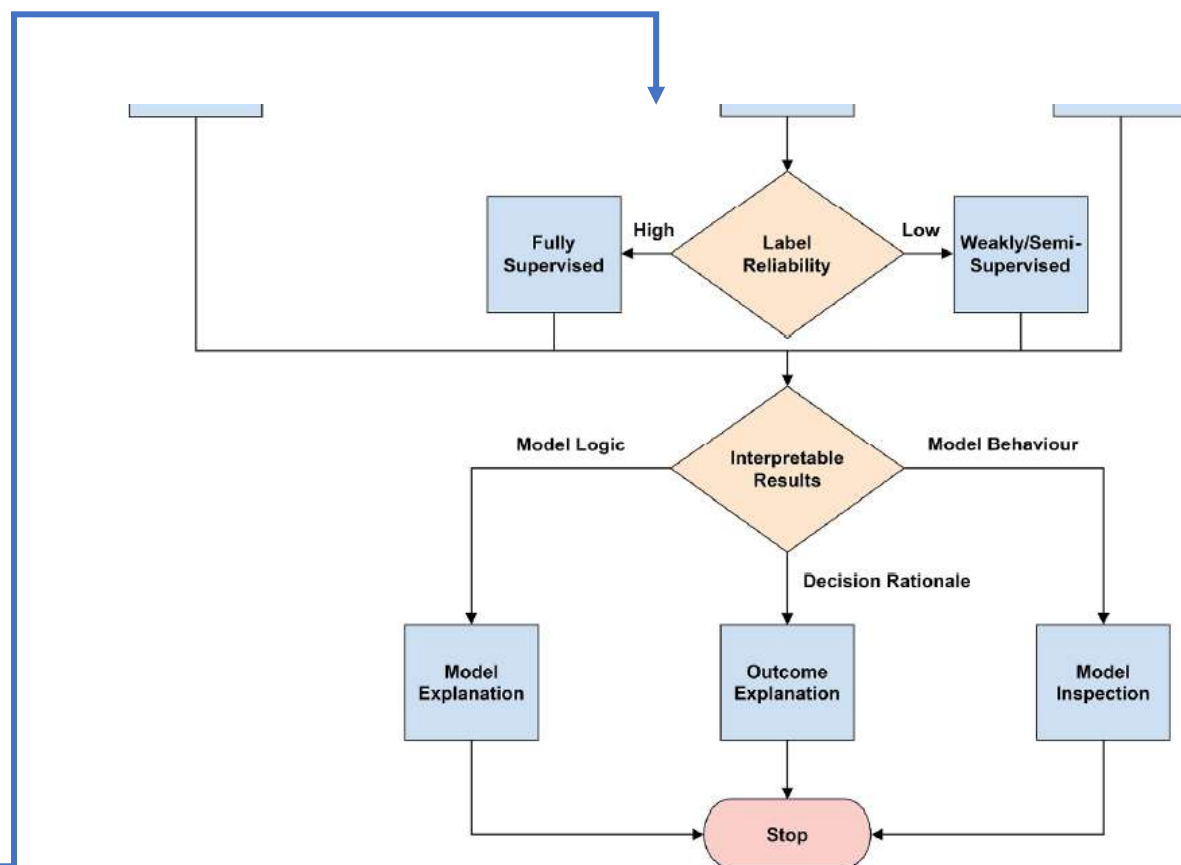 High
Low
Fully
Supervised
Label
Reliability
Weakly/Semi-
Supervised
Model Logic
Model Behaviour
Interpretable
Results
Decision Rationale
Model
Explanation
Outcome
Explanation
Model
Inspection
Stop